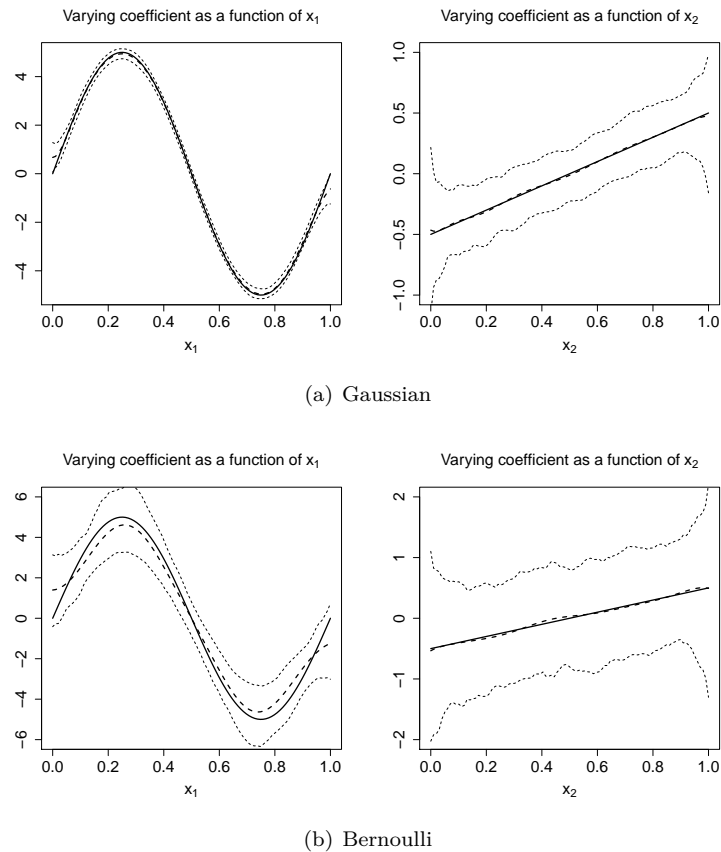 Varying coefficient as a function of x₁
Varying coefficient as a function of x₂
4
2
0
−2
−4
0.0 0.2 0.4 0.6 0.8 1.0
x₁
1.0
0.5
0.0
−0.5
−1.0
0.0 0.2 0.4 0.6 0.8 1.0
x₂
(a) Gaussian
Varying coefficient as a function of x₁
Varying coefficient as a function of x₂
6
4
2
0
−2
−4
−6
0.0 0.2 0.4 0.6 0.8 1.0
x₁
2
1
0
−1
−2
0.0 0.2 0.4 0.6 0.8 1.0
x₂
(b) Bernoulli